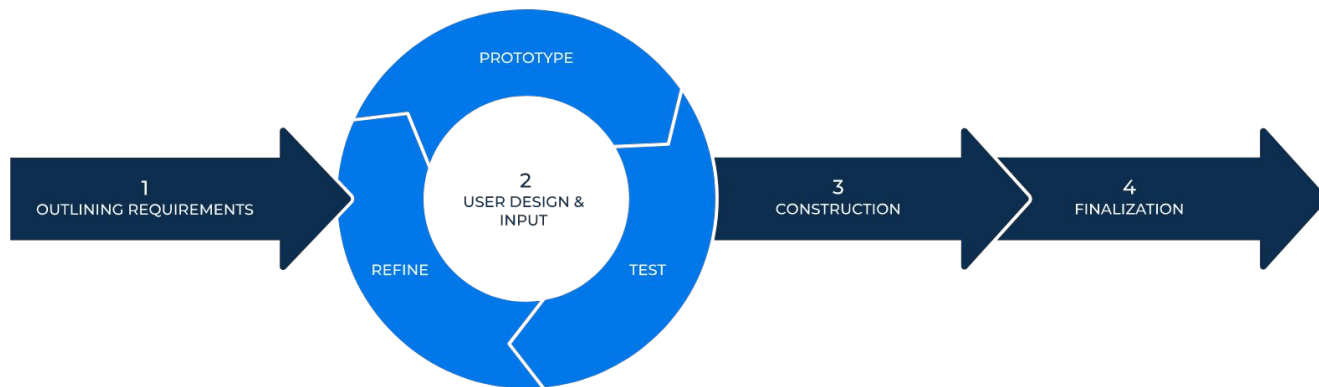 1
OUTLINING REQUIREMENTS
PROTOTYPE
2
USER DESIGN &
INPUT
REFINE
TEST
3
CONSTRUCTION
4
FINALIZATION